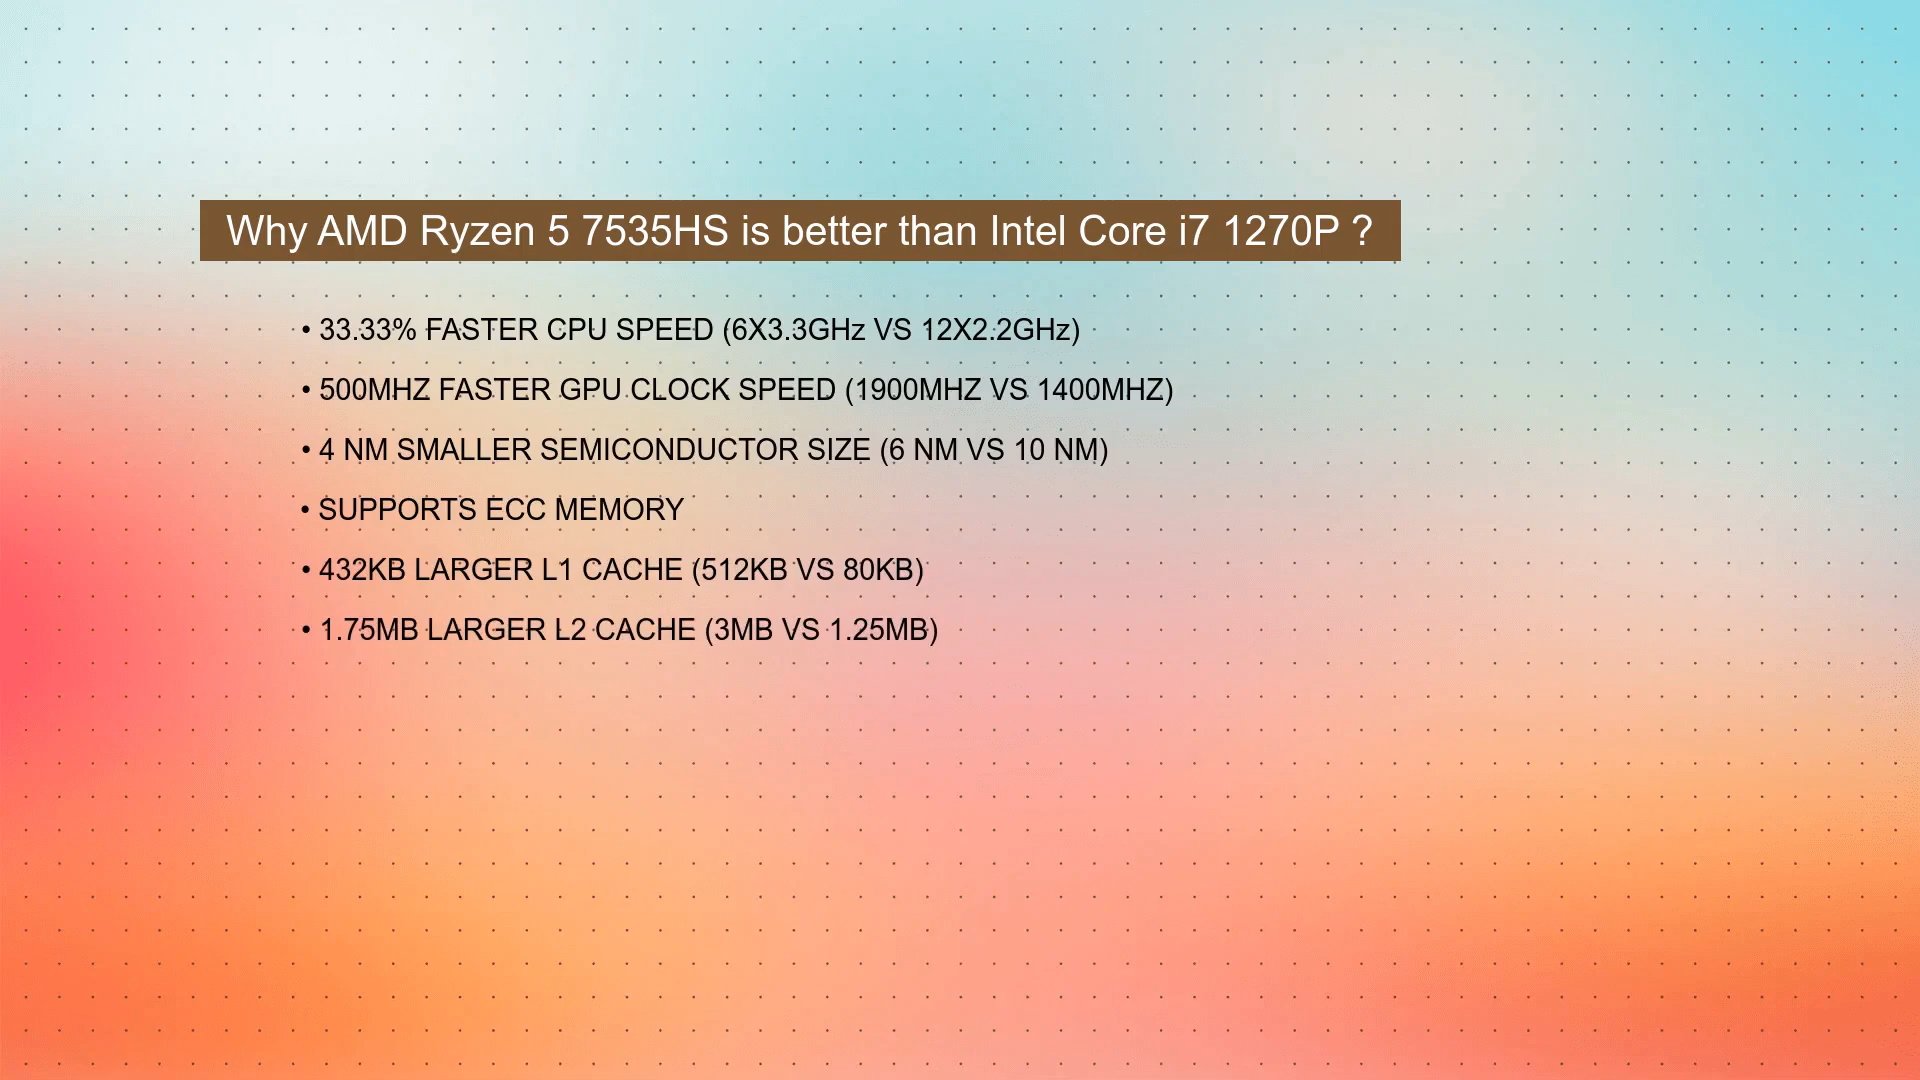 Why AMD Ryzen 5 7535HS is better than Intel Core i7 1270P ?
• 33.33% FASTER CPU SPEED (6X3.3GHz VS 12X2.2GHz)
• 500MHZ FASTER GPU CLOCK SPEED (1900MHZ VS 1400MHZ)
• 4 NM SMALLER SEMICONDUCTOR SIZE (6 NM VS 10 NM)
• SUPPORTS ECC MEMORY
• 432KB LARGER L1 CACHE (512KB VS 80KB)
• 1.75MB LARGER L2 CACHE (3MB VS 1.25MB)